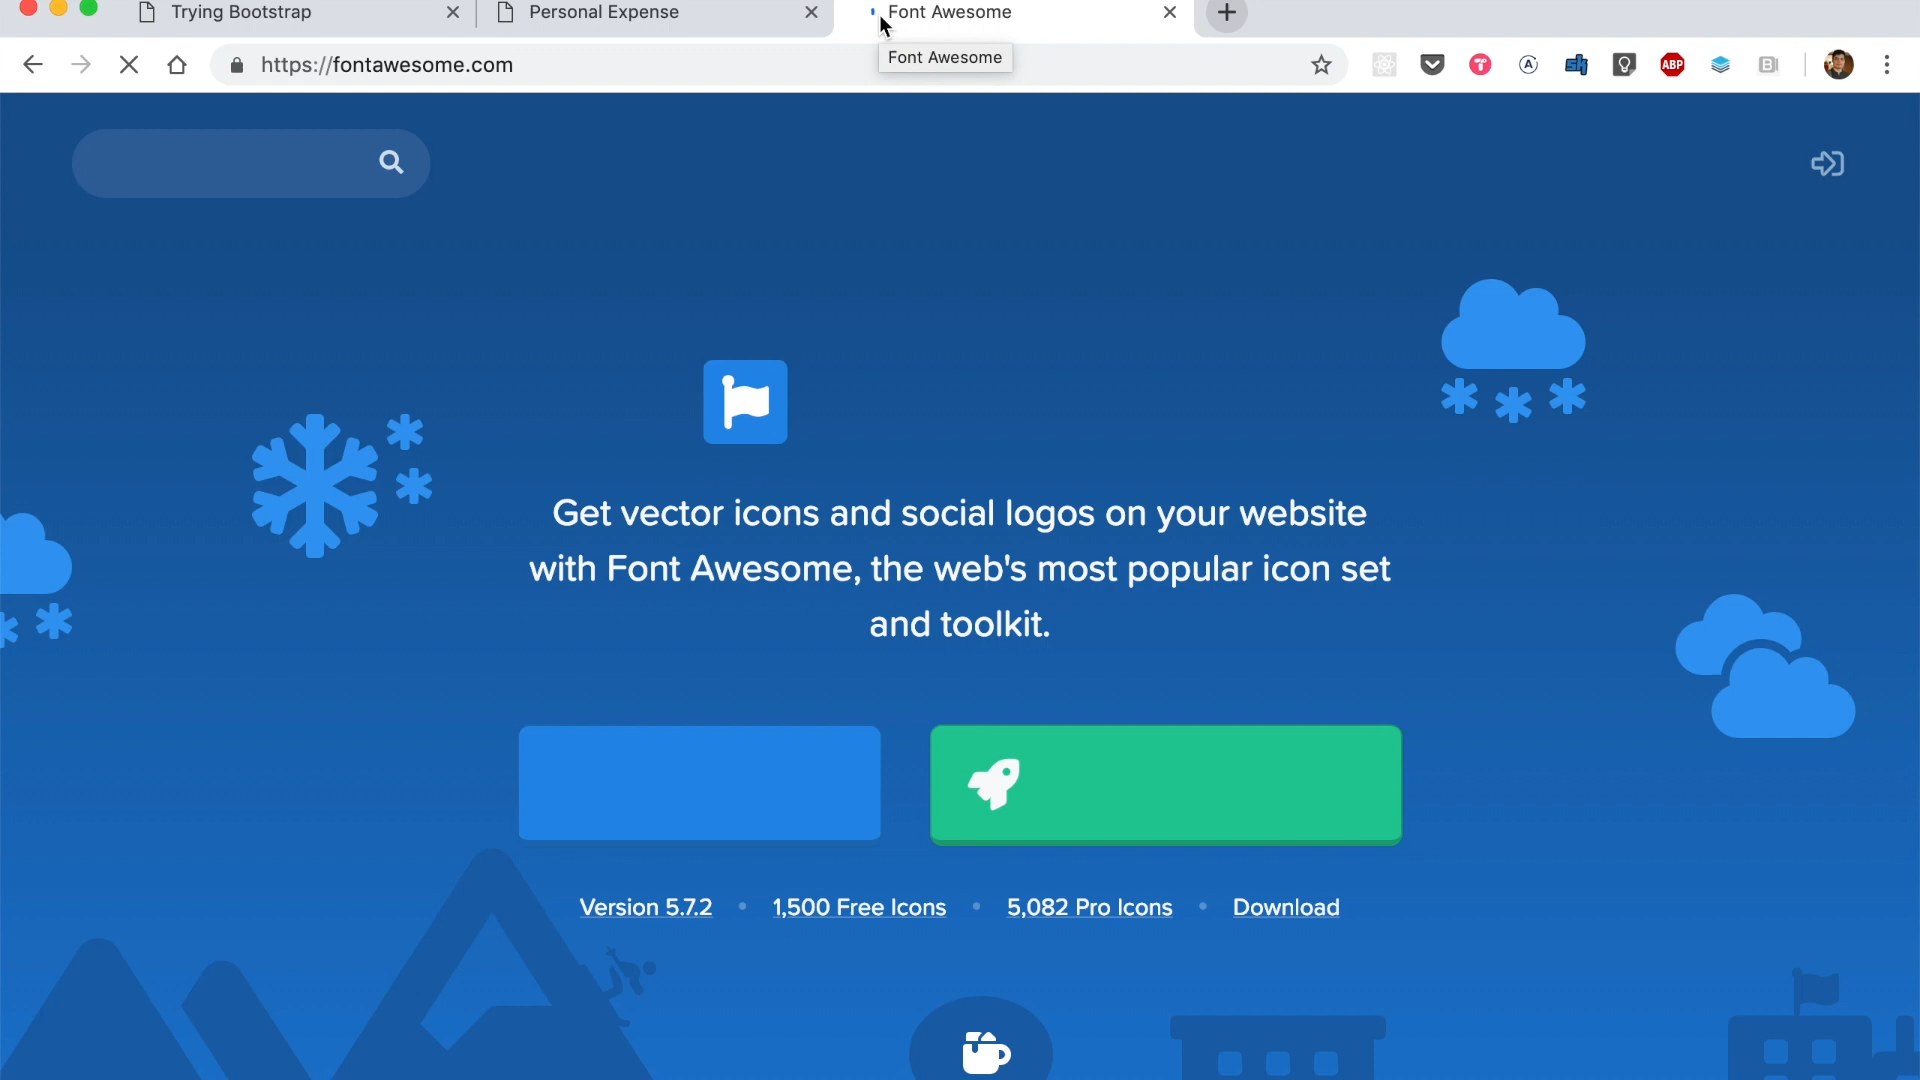 Trying Bootstrap
Personal Expense
Font Awesome
https://fontawesome.com
Font Awesome
ABP
Get vector icons and social logos on your website
with Font Awesome, the web's most popular icon set
and toolkit.
Version 5.7.2 • 1,500 Free Icons • 5,082 Pro Icons • Download